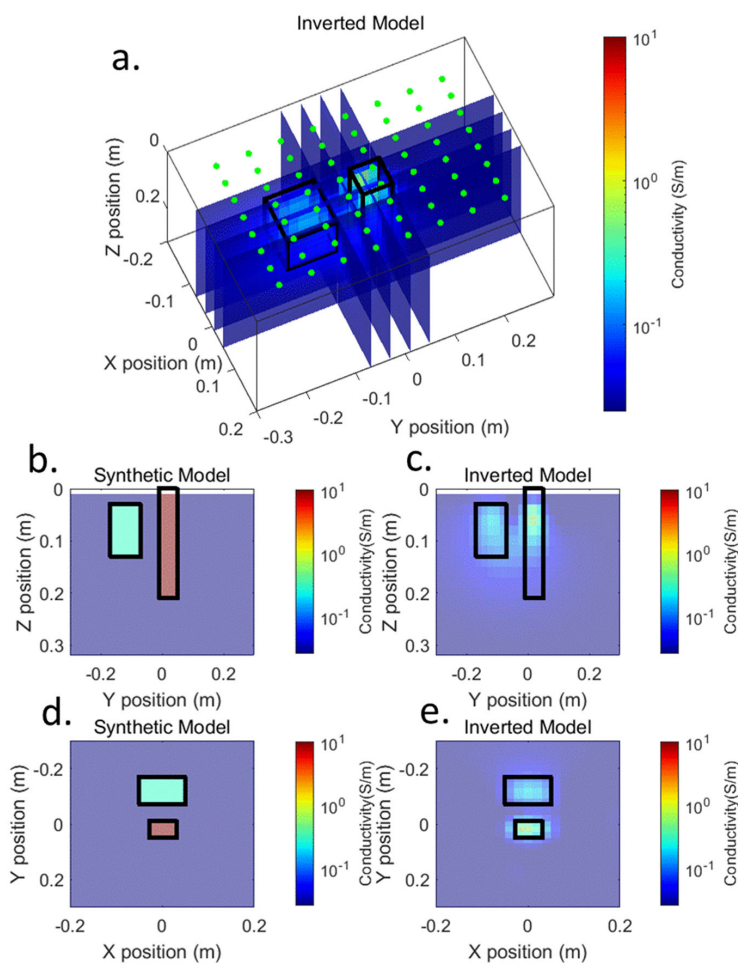 Inverted Model
a.
10^1
10^0
10^-1
Conductivity (S/m)
0
0.2
Z position (m)
-0.2
-0.1
0
0.1
0.2
X position (m)
-0.3
-0.2
-0.1
0
0.1
0.2
Y position (m)
b.
Synthetic Model
0
0.1
0.2
0.3
Z position (m)
-0.2 0 0.2
Y position (m)
10^1
10^0
10^-1
Conductivity(S/m)
c.
Inverted Model
0
0.1
0.2
0.3
Z position (m)
-0.2 0 0.2
Y position (m)
10^1
10^0
10^-1
Conductivity(S/m)
d.
Synthetic Model
-0.2
0
0.2
Y position (m)
-0.2 0 0.2
X position (m)
10^1
10^0
10^-1
Conductivity(S/m)
e.
Inverted Model
-0.2
0
0.2
Y position (m)
-0.2 0 0.2
X position (m)
10^1
10^0
10^-1
Conductivity(S/m)